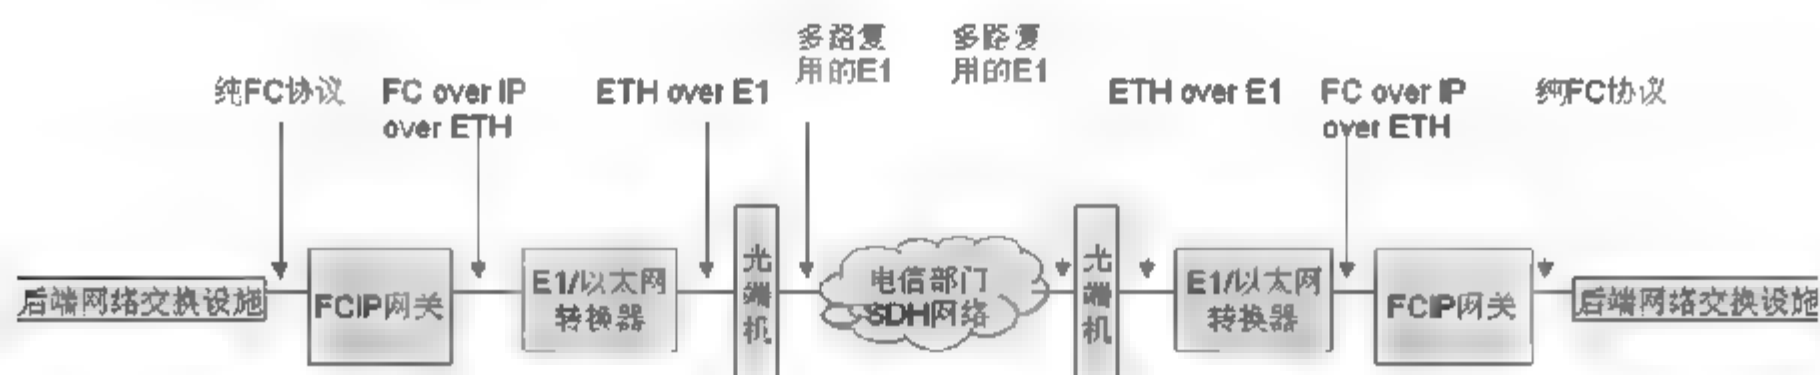 多路复
用的E1
多路复
用的E1
纯FC协议
FC over IP
over ETH
ETH over E1
ETH over E1
FC over IP
over ETH
纯FC协议
后端网络交换设施
FCIP网关
E1/以太网
转换器
光
端
机
电信部门
SDH网络
光
端
机
E1/以太网
转换器
FCIP网关
后端网络交换设施